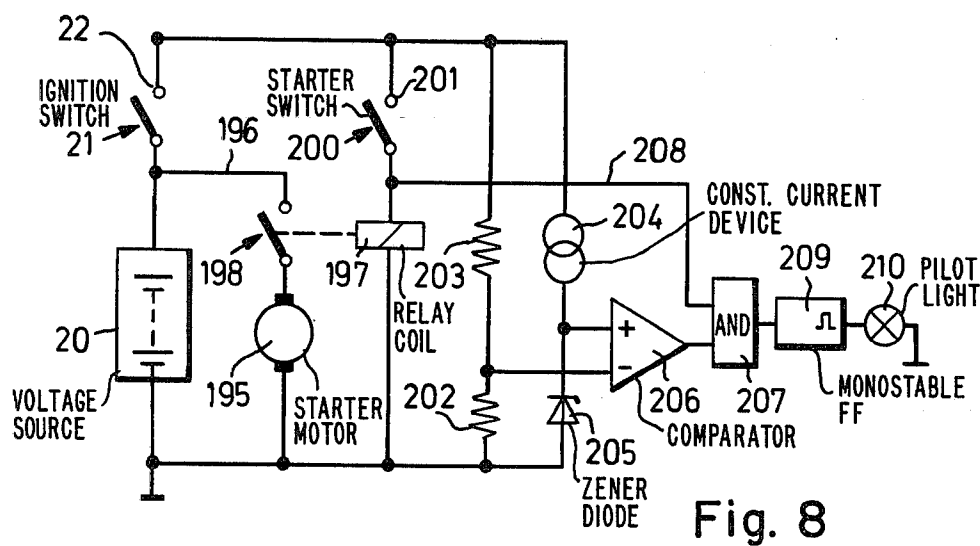 22
IGNITION
SWITCH
21
196
STARTER
SWITCH
200
201
208
CONST. CURRENT
DEVICE
204
203
198
197
RELAY
COIL
20
VOLTAGE
SOURCE
195
STARTER
MOTOR
202
+
−
206
COMPARATOR
205
ZENER
DIODE
AND
207
209
MONOSTABLE
FF
210
PILOT
LIGHT
Fig. 8